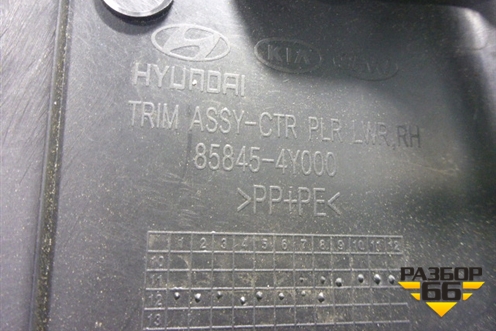 HYUNDAI KIA
TRIM ASSY-CTR PLR LWR,RH
85845-4Y000
>PP+PE<
1 2 3 4 5 6 7 8 9 10 11 12
10
11
12
13
РАЗБОР
66